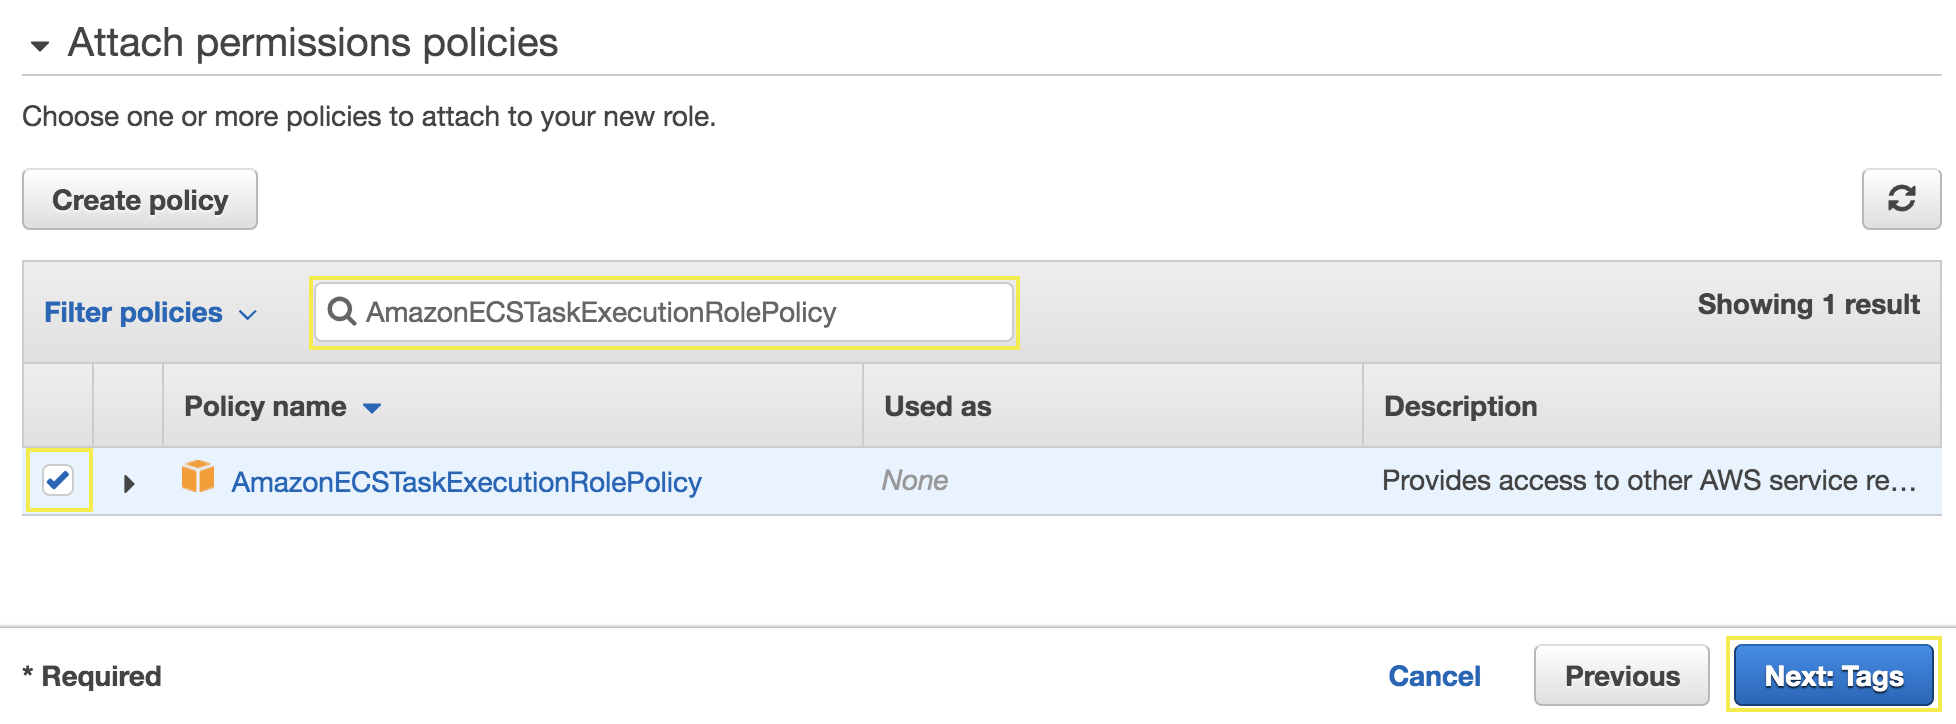 Attach permissions policies
Choose one or more policies to attach to your new role.
Create policy
Filter policies
AmazonECSTaskExecutionRolePolicy
Showing 1 result
Policy name
Used as
Description
AmazonECSTaskExecutionRolePolicy
None
Provides access to other AWS service re...
* Required
Cancel
Previous
Next: Tags